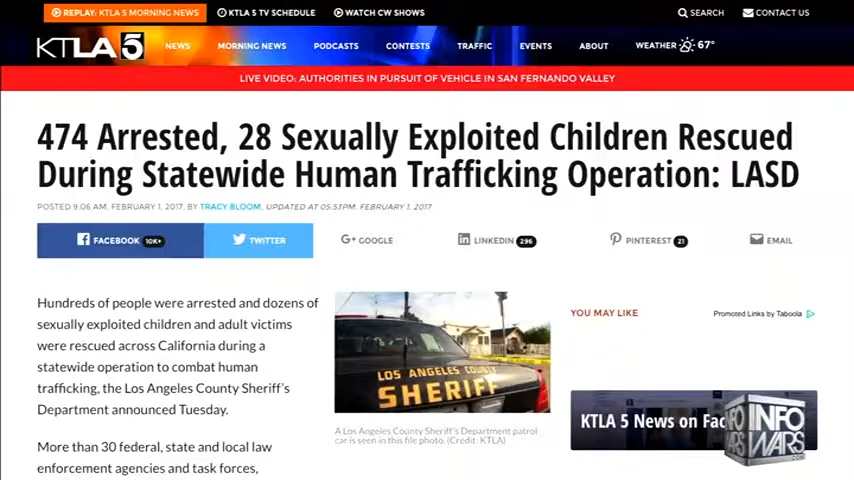 REPLAY: KTLA 5 MORNING NEWS
KTLA 5 TV SCHEDULE
WATCH CW SHOWS
SEARCH
CONTACT US
KTLA 5
NEWS
MORNING NEWS
PODCASTS
CONTESTS
TRAFFIC
EVENTS
ABOUT
WEATHER 67°
LIVE VIDEO: AUTHORITIES IN PURSUIT OF VEHICLE IN SAN FERNANDO VALLEY
474 Arrested, 28 Sexually Exploited Children Rescued
During Statewide Human Trafficking Operation: LASD
POSTED 9:06 AM, FEBRUARY 1, 2017, BY TRACY BLOOM, UPDATED AT 05:53PM, FEBRUARY 1, 2017
FACEBOOK 10K+
TWITTER
G+ GOOGLE
LINKEDIN 296
PINTEREST 21
EMAIL
Hundreds of people were arrested and dozens of
sexually exploited children and adult victims
were rescued across California during a
statewide operation to combat human
trafficking, the Los Angeles County Sheriff's
Department announced Tuesday.
More than 30 federal, state and local law
enforcement agencies and task forces,
LOS ANGELES COUNTY
SHERIFF
A Los Angeles County Sheriff's Department patrol
car is seen in this file photo. (Credit: KTLA)
YOU MAY LIKE
Promoted Links by Taboola
KTLA 5 News on Fac
INFO
WARS
.COM